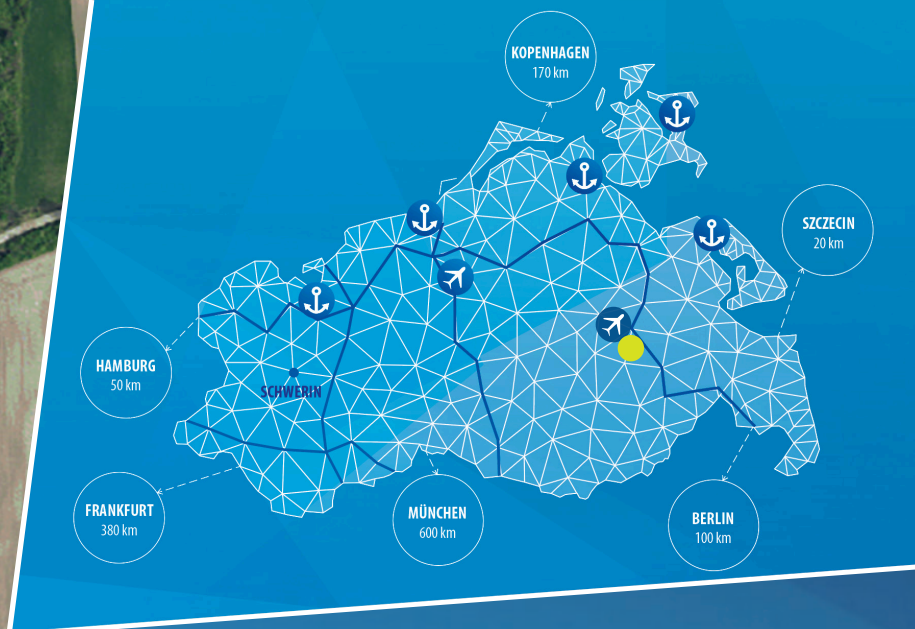 KOPENHAGEN
170 km
SZCZECIN
20 km
HAMBURG
50 km
SCHWERIN
FRANKFURT
380 km
MÜNCHEN
600 km
BERLIN
100 km